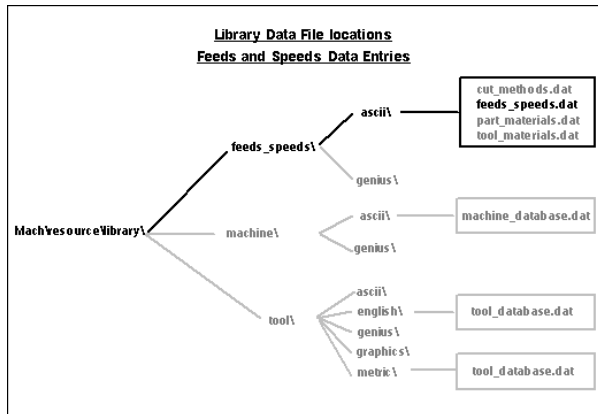 Library Data File locations
Feeds and Speeds Data Entries
cut_methods.dat
ascii\
feeds_speeds.dat
part_materials.dat
tool_materials.dat
feeds_speeds\
genius\
ascii\
machine_database.dat
Mach\resource\library\
machine\
genius\
ascii\
english\
tool_database.dat
tool\
genius\
graphics\
metric\
tool_database.dat